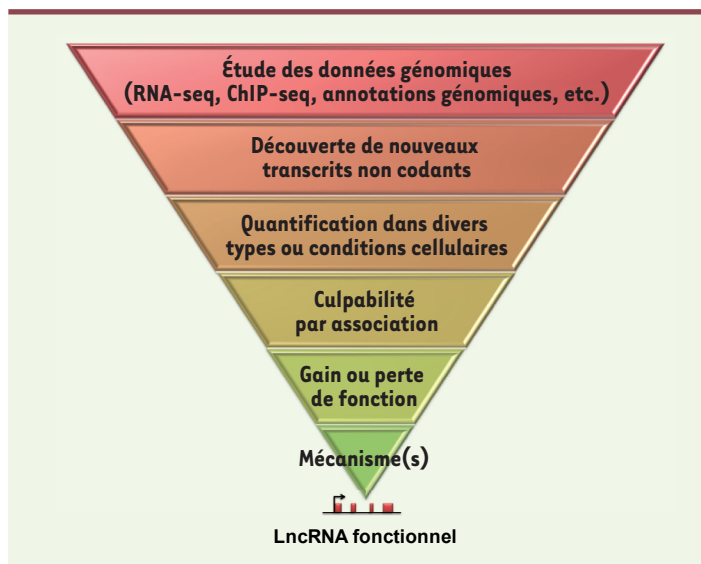 Étude des données génomiques
(RNA-seq, ChIP-seq, annotations génomiques, etc.)
Découverte de nouveaux
transcrits non codants
Quantification dans divers
types ou conditions cellulaires
Culpabilité
par association
Gain ou perte
de fonction
Mécanisme(s)
LncRNA fonctionnel